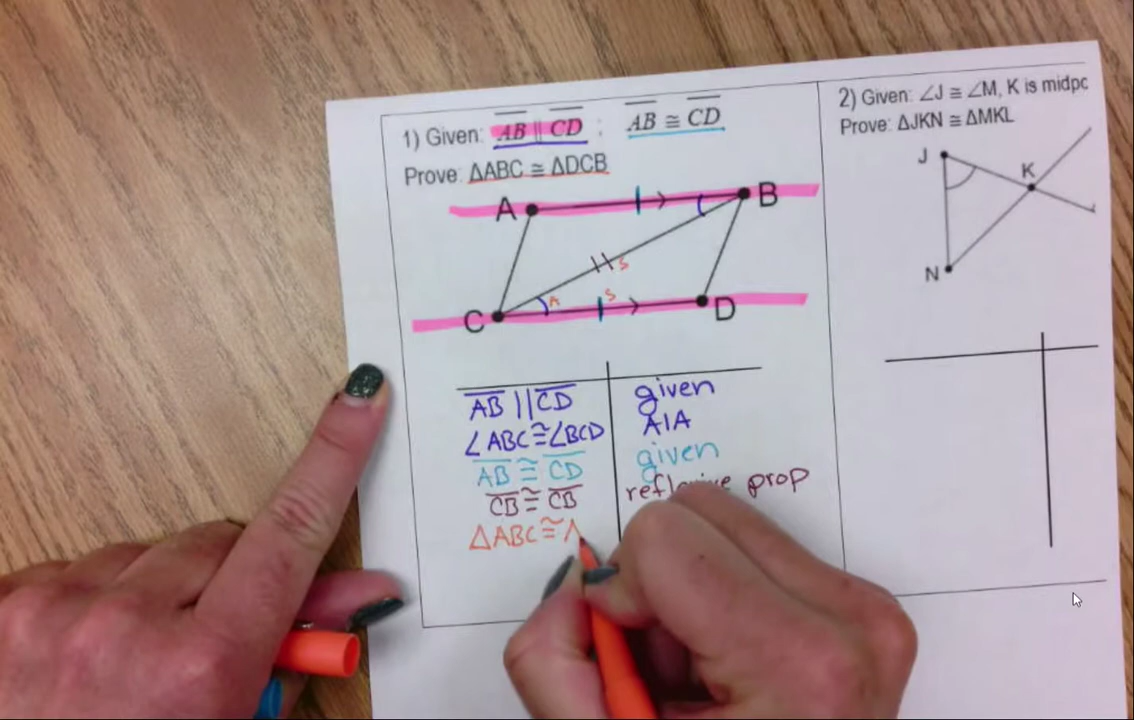 1) Given: AB || CD ; AB ≅ CD
Prove: ΔABC ≅ ΔDCB
A
B
S
A
S
C
D
AB || CD given
∠ABC ≅ ∠BCD AIA
AB ≅ CD given
CB ≅ CB prop
△ABC ≅
2) Given: ∠J ≅ ∠M, K is midpo
Prove: ΔJKN ≅ ΔMKL
J
K
N